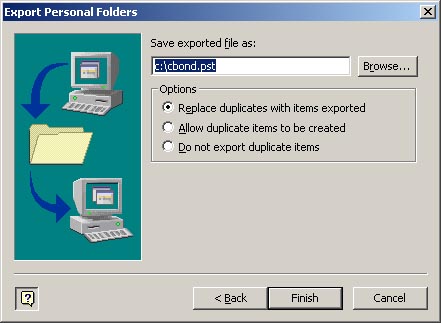 Export Personal Folders
Save exported file as:
c:\cbond.pst
Browse...
Options
Replace duplicates with items exported
Allow duplicate items to be created
Do not export duplicate items
?
< Back
Finish
Cancel